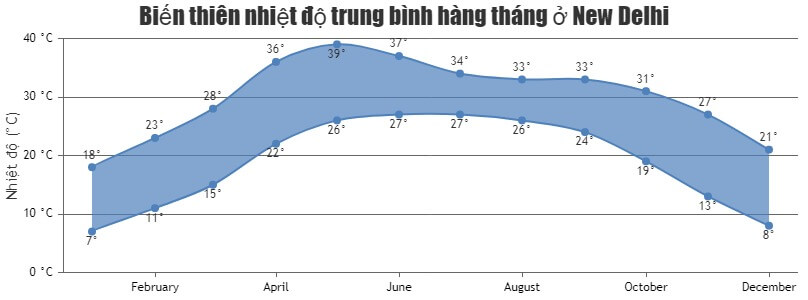 Biến thiên nhiệt độ trung bình hàng tháng ở New Delhi
Nhiệt độ (°C)
40 °C
30 °C
20 °C
10 °C
0 °C
18° 23° 28° 36° 39° 37° 34° 33° 33° 31° 27° 21°
7° 11° 15° 22° 26° 27° 27° 26° 24° 19° 13° 8°
February April June August October December